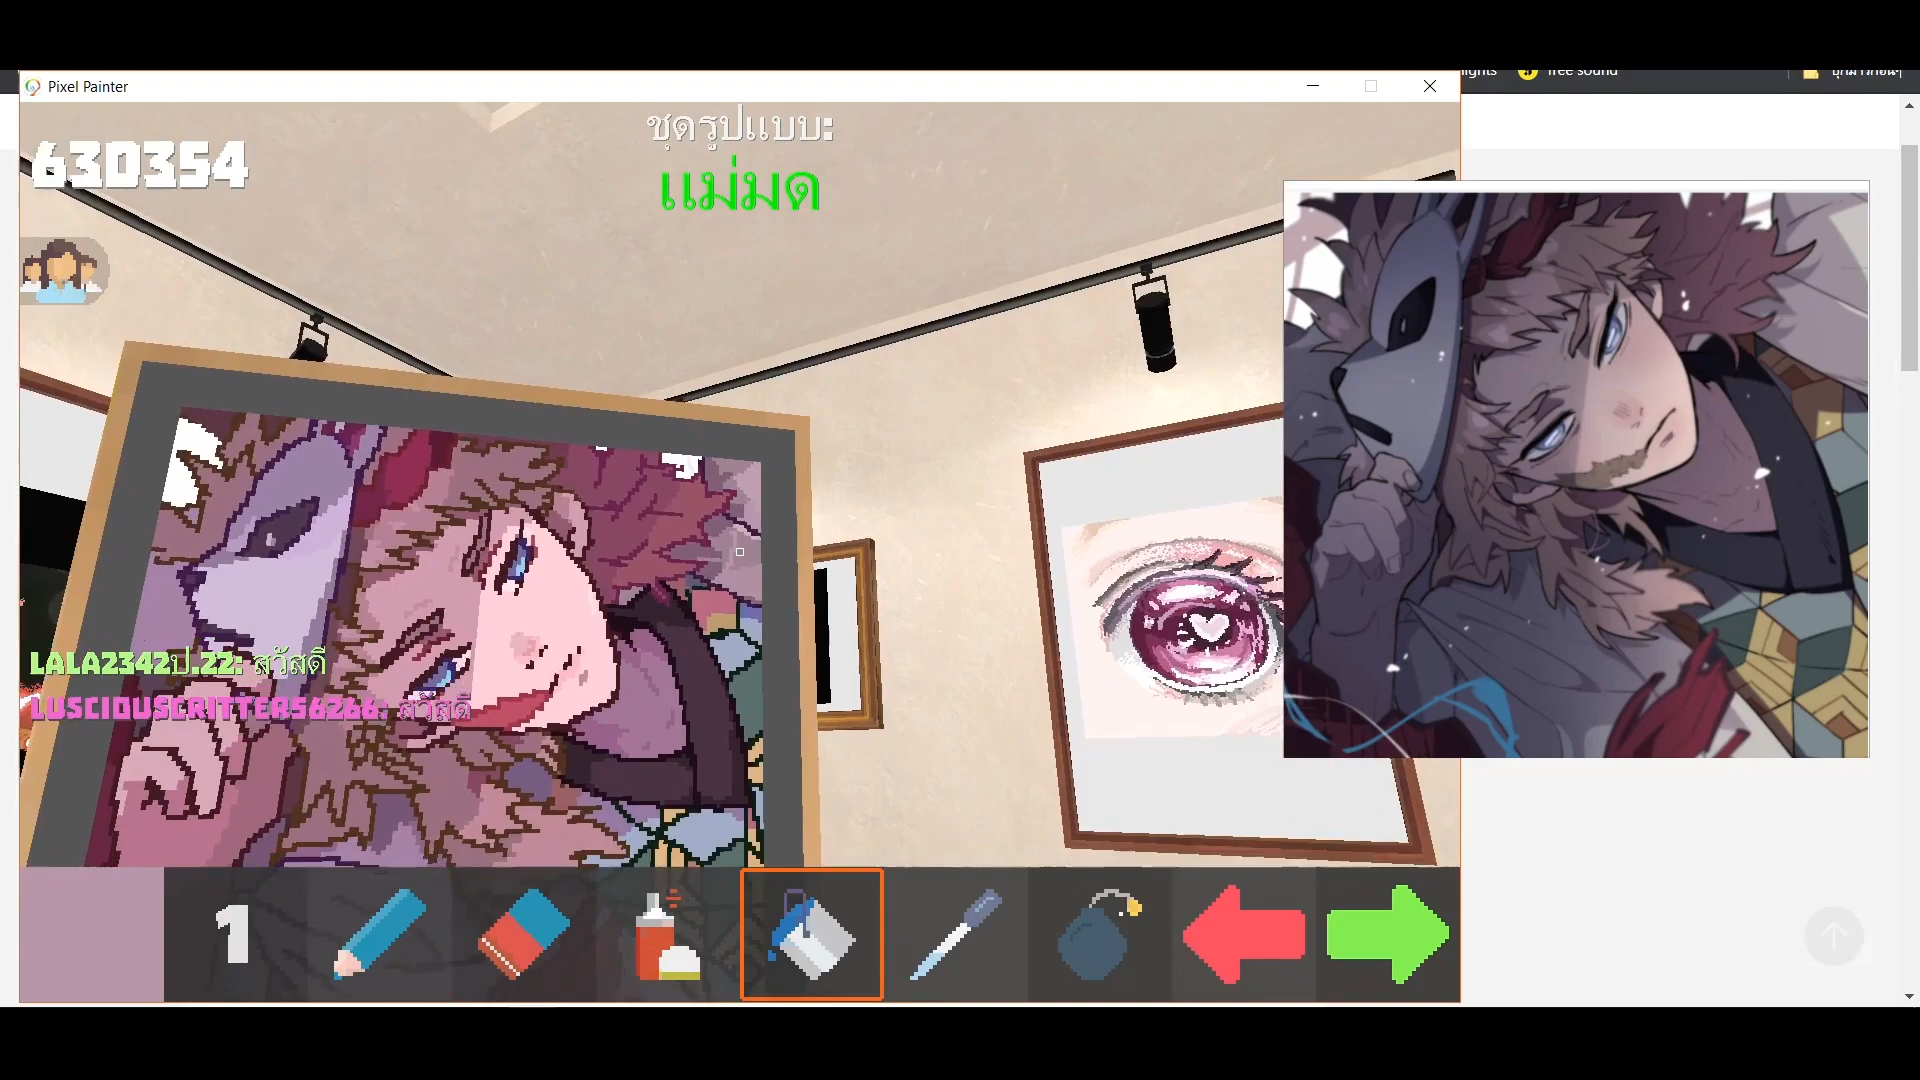 free sound
Pixel Painter
ชุดรูปแบบ:
630354
แม่มด
LALA2342ป.22: สวัสดี
LUSCIOUSCRITTER56266: สวัสดี
1